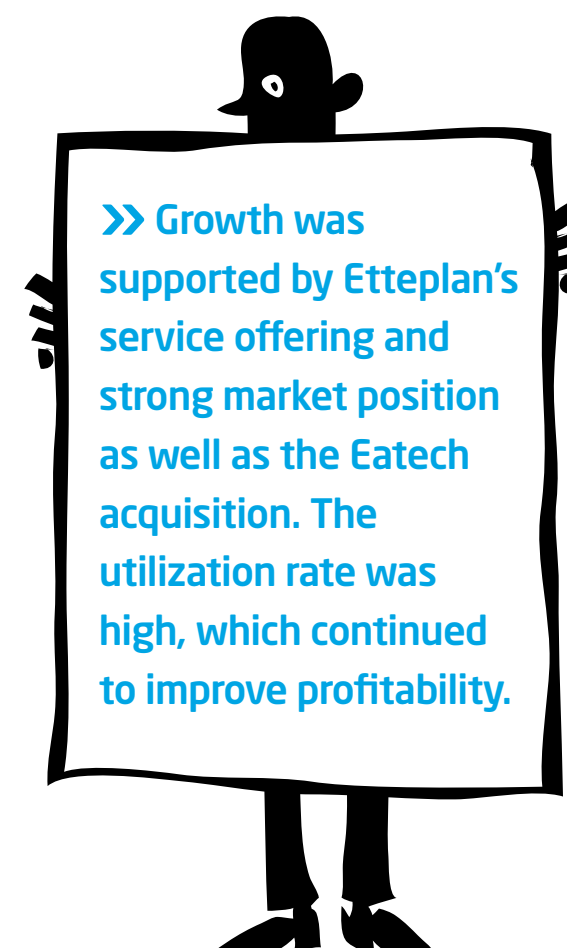 » Growth was
supported by Etteplan’s
service offering and
strong market position
as well as the Eatech
acquisition. The
utilization rate was
high, which continued
to improve profitability.